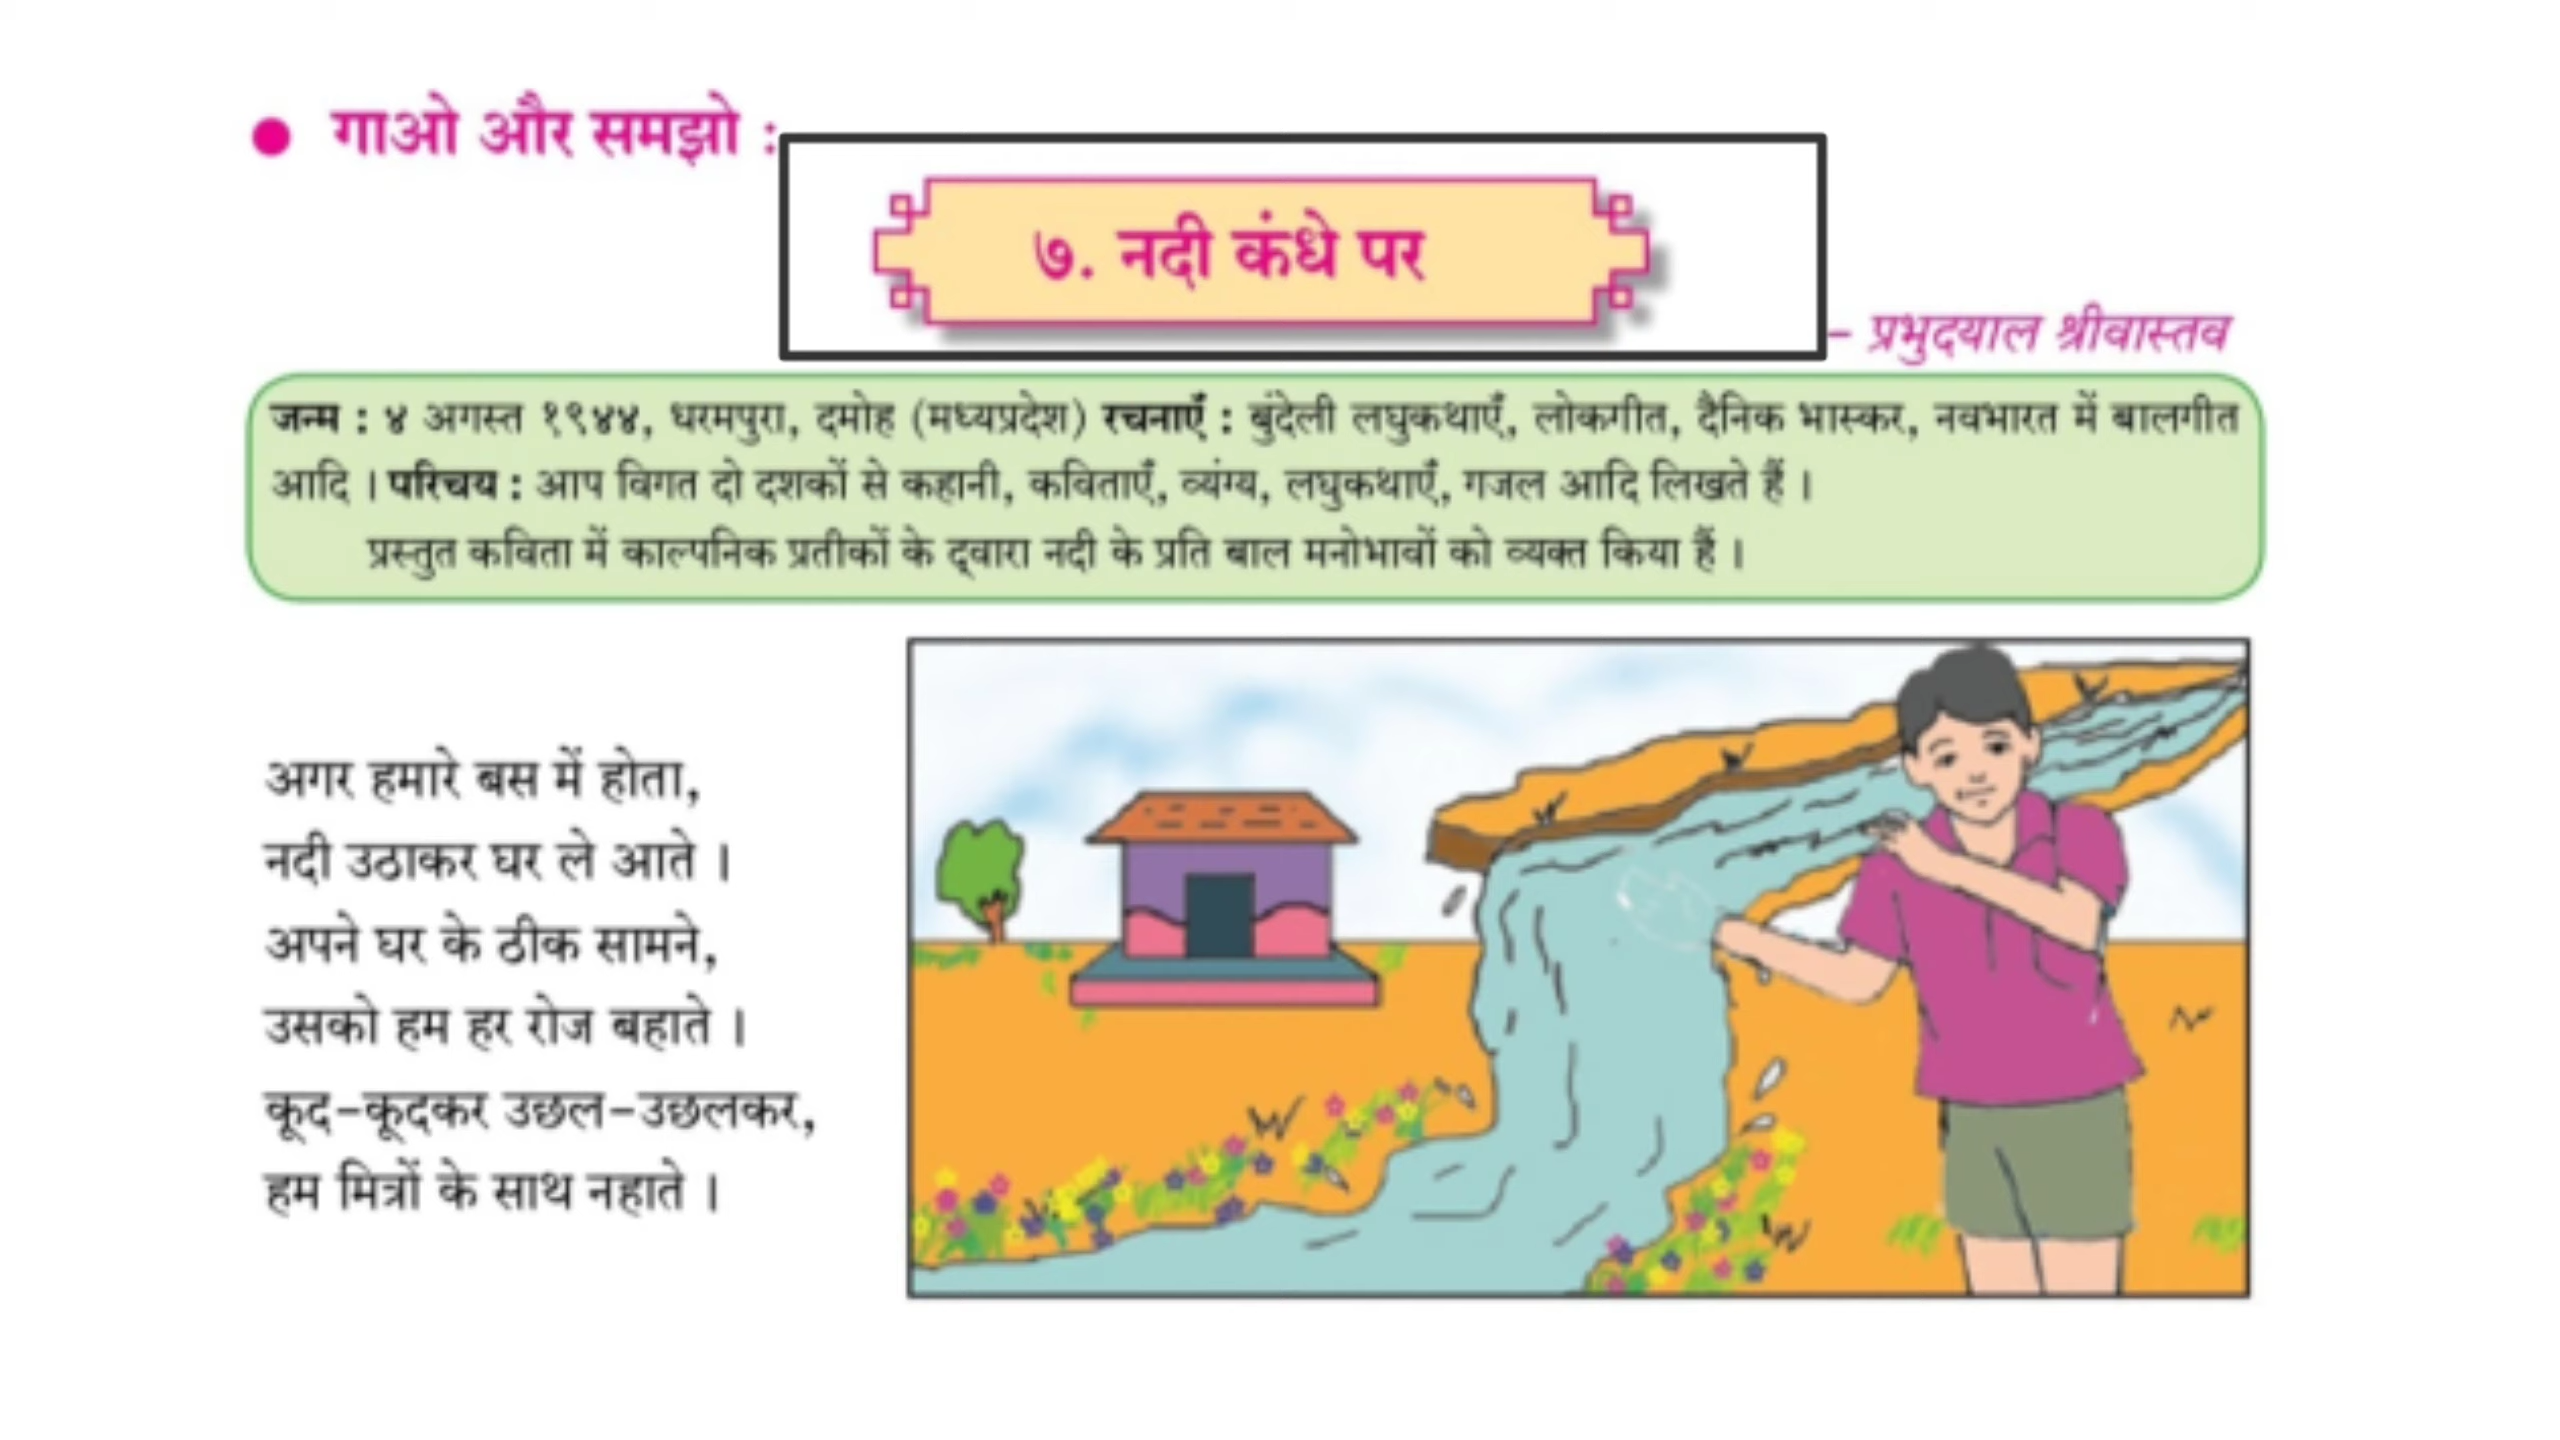 ● गाओ और समझो :
७. नदी कंधे पर
– प्रभुदयाल श्रीवास्तव
जन्म : ४ अगस्त १९४४, धरमपुरा, दमोह (मध्यप्रदेश) रचनाएँ : बुंदेली लघुकथाएँ, लोकगीत, दैनिक भास्कर, नवभारत में बालगीत
आदि । परिचय : आप विगत दो दशकों से कहानी, कविताएँ, व्यंग्य, लघुकथाएँ, गजल आदि लिखते हैं ।
प्रस्तुत कविता में काल्पनिक प्रतीकों के द्‌वारा नदी के प्रति बाल मनोभावों को व्यक्त किया हैं ।
अगर हमारे बस में होता,
नदी उठाकर घर ले आते ।
अपने घर के ठीक सामने,
उसको हम हर रोज बहाते ।
कूद-कूदकर उछल-उछलकर,
हम मित्रों के साथ नहाते ।